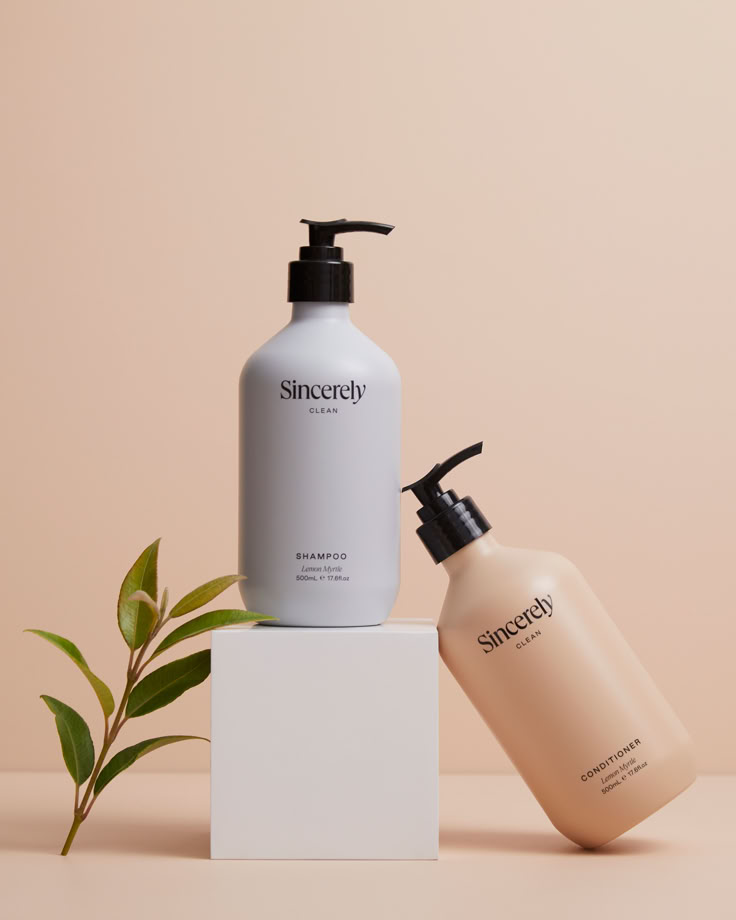 Sincerely
CLEAN
SHAMPOO
Lemon Myrtle
500mL e 17.6fl.oz
Sincerely
CLEAN
CONDITIONER
Lemon Myrtle
500mL e 17.6fl.oz